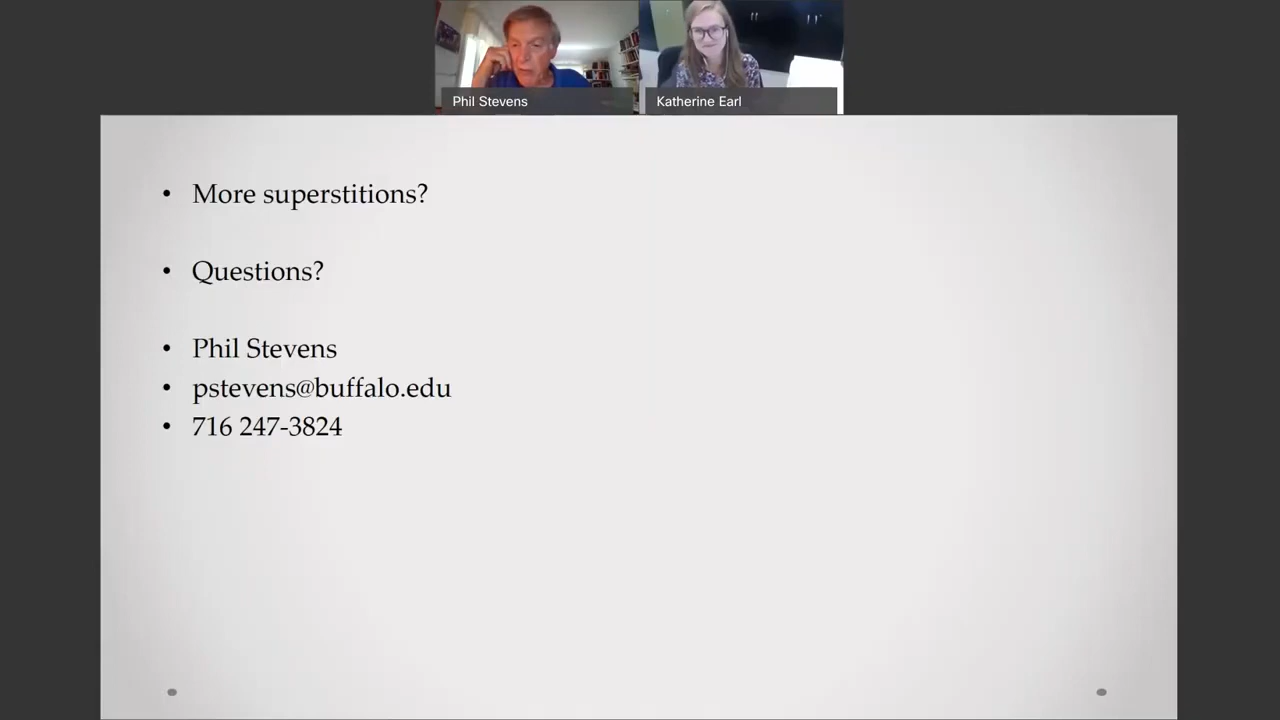 Phil Stevens
Katherine Earl
• More superstitions?
• Questions?
• Phil Stevens
• pstevens@buffalo.edu
• 716 247-3824